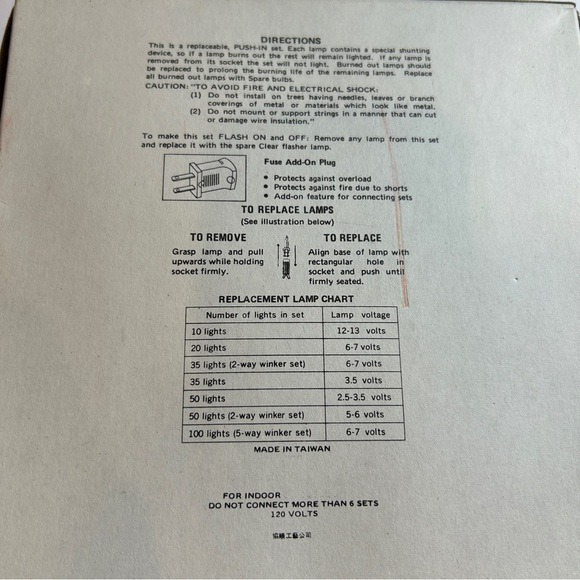 DIRECTIONS
This is a replaceable, PUSH-IN set. Each lamp contains a special shunting
device, so if a lamp burns out the rest will remain lighted. If any lamp is
removed from its socket the set will not light. Burned out lamps should
be replaced to prolong the burning life of the remaining lamps. Replace
all burned out lamps with Spare bulbs.
CAUTION: "TO AVOID FIRE AND ELECTRICAL SHOCK:
(1) Do not install on trees having needles, leaves or branch
coverings of metal or materials which look like metal.
(2) Do not mount or support strings in a manner that can cut
or damage wire insulation."
To make this set FLASH ON and OFF: Remove any lamp from this set
and replace it with the spare Clear flasher lamp.
Fuse Add-On Plug
• Protects against overload
• Protects against fire due to shorts
• Add-on feature for connecting sets
TO REPLACE LAMPS
(See illustration below)
TO REMOVE
Grasp lamp and pull
upwards while holding
socket firmly.
TO REPLACE
Align base of lamp with
rectangular hole in
socket and push until
firmly seated.
REPLACEMENT LAMP CHART
Number of lights in set Lamp voltage
10 lights 12-13 volts
20 lights 6-7 volts
35 lights (2-way winker set) 6-7 volts
35 lights 3.5 volts
50 lights 2.5-3.5 volts
50 lights (2-way winker set) 5-6 volts
100 lights (5-way winker set) 6-7 volts
MADE IN TAIWAN
FOR INDOOR
DO NOT CONNECT MORE THAN 6 SETS
120 VOLTS
工藝公司